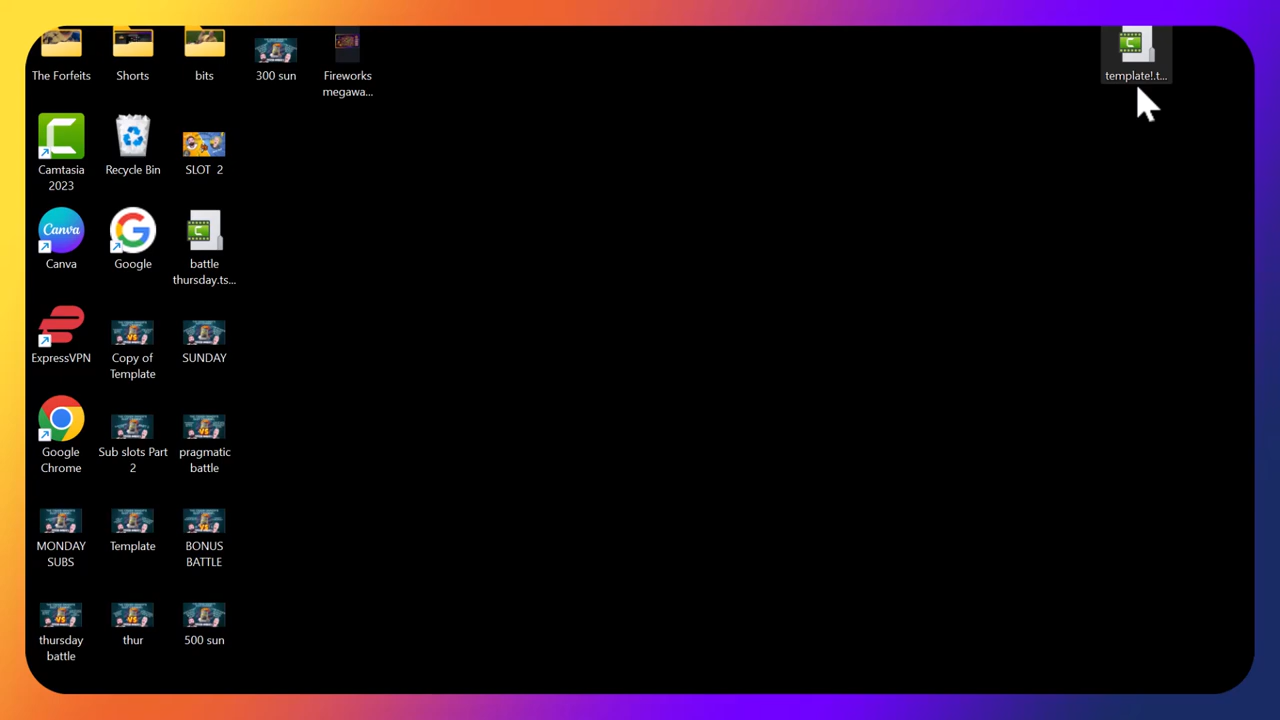 The Forfeits
Shorts
bits
300 sun
Fireworks
megawa...
template!.t...
Camtasia
2023
Recycle Bin
SLOT 2
Canva
Canva
Google
battle
thursday.ts...
ExpressVPN
Copy of
Template
SUNDAY
Google
Chrome
Sub slots Part
2
pragmatic
battle
MONDAY
SUBS
Template
BONUS
BATTLE
thursday
battle
thur
500 sun